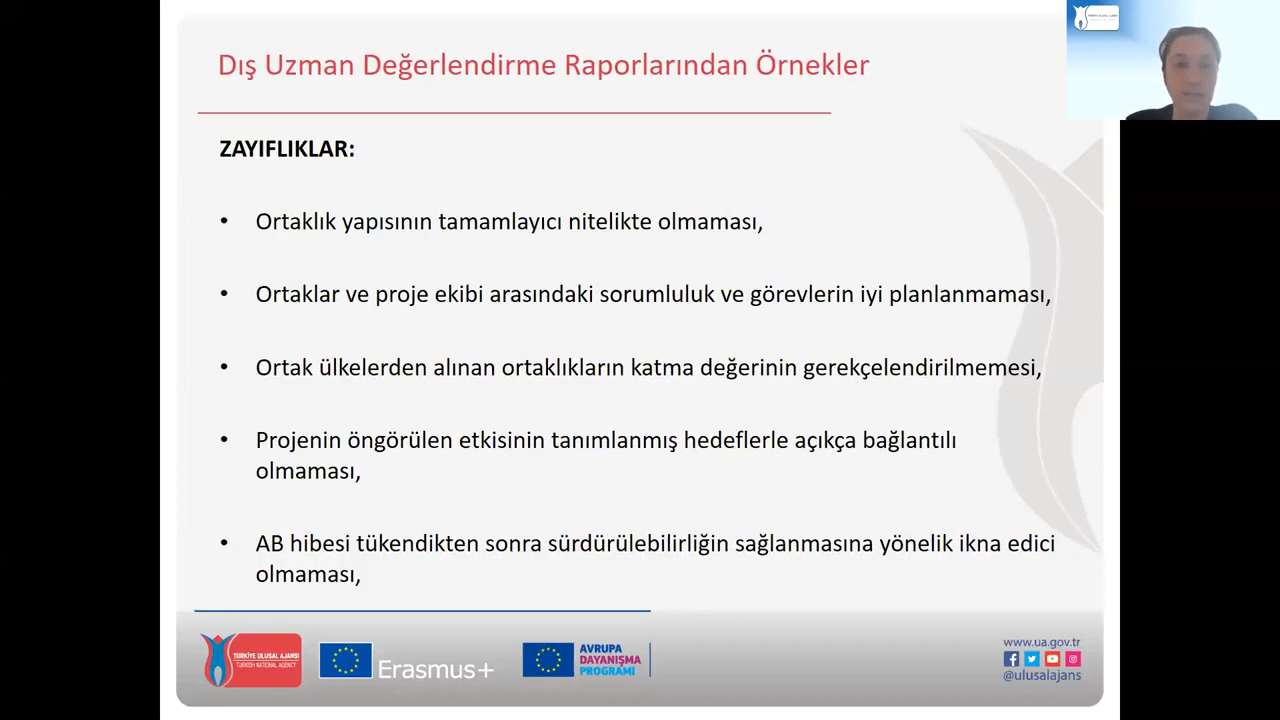 Dış Uzman Değerlendirme Raporlarından Örnekler
ZAYIFLIKLAR:
• Ortaklık yapısının tamamlayıcı nitelikte olmaması,
• Ortaklar ve proje ekibi arasındaki sorumluluk ve görevlerin iyi planlanmaması,
• Ortak ülkelerden alınan ortaklıkların katma değerinin gerekçelendirilmemesi,
• Projenin öngörülen etkisinin tanımlanmış hedeflerle açıkça bağlantılı
olmaması,
• AB hibesi tükendikten sonra sürdürülebilirliğin sağlanmasına yönelik ikna edici
olmaması,
TÜRKİYE ULUSAL AJANSI
TURKISH NATIONAL AGENCY
Erasmus+
AVRUPA
DAYANIŞMA
PROGRAMI
www.ua.gov.tr
@ulusalajans